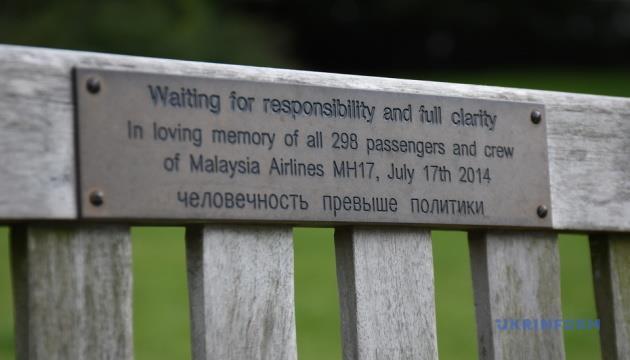 Waiting for responsibility and full clarity
In loving memory of all 298 passengers and crew
of Malaysia Airlines MH17, July 17th 2014
человечность превыше политики
UKRINFORM